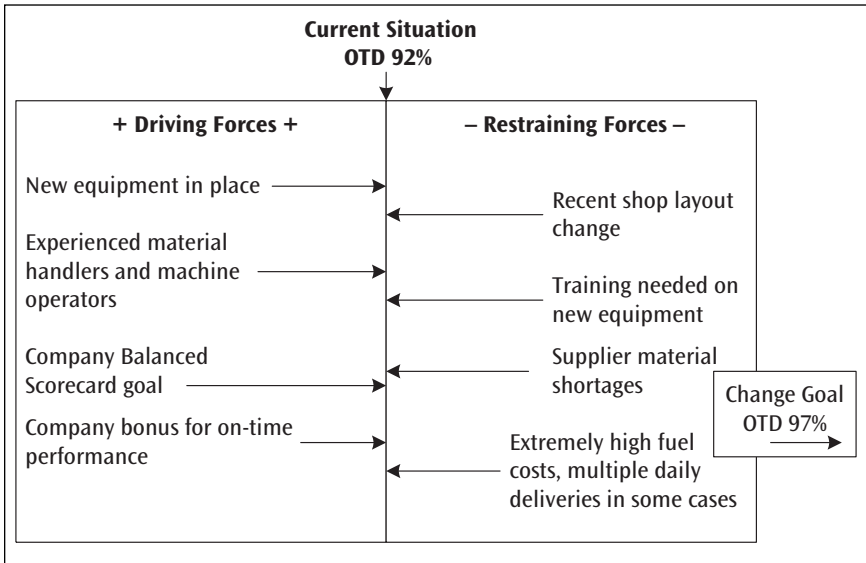 Current Situation
OTD 92%
+ Driving Forces +
– Restraining Forces –
New equipment in place
Recent shop layout
change
Experienced material
handlers and machine
operators
Training needed on
new equipment
Company Balanced
Scorecard goal
Supplier material
shortages
Change Goal
OTD 97%
Company bonus for on-time
performance
Extremely high fuel
costs, multiple daily
deliveries in some cases